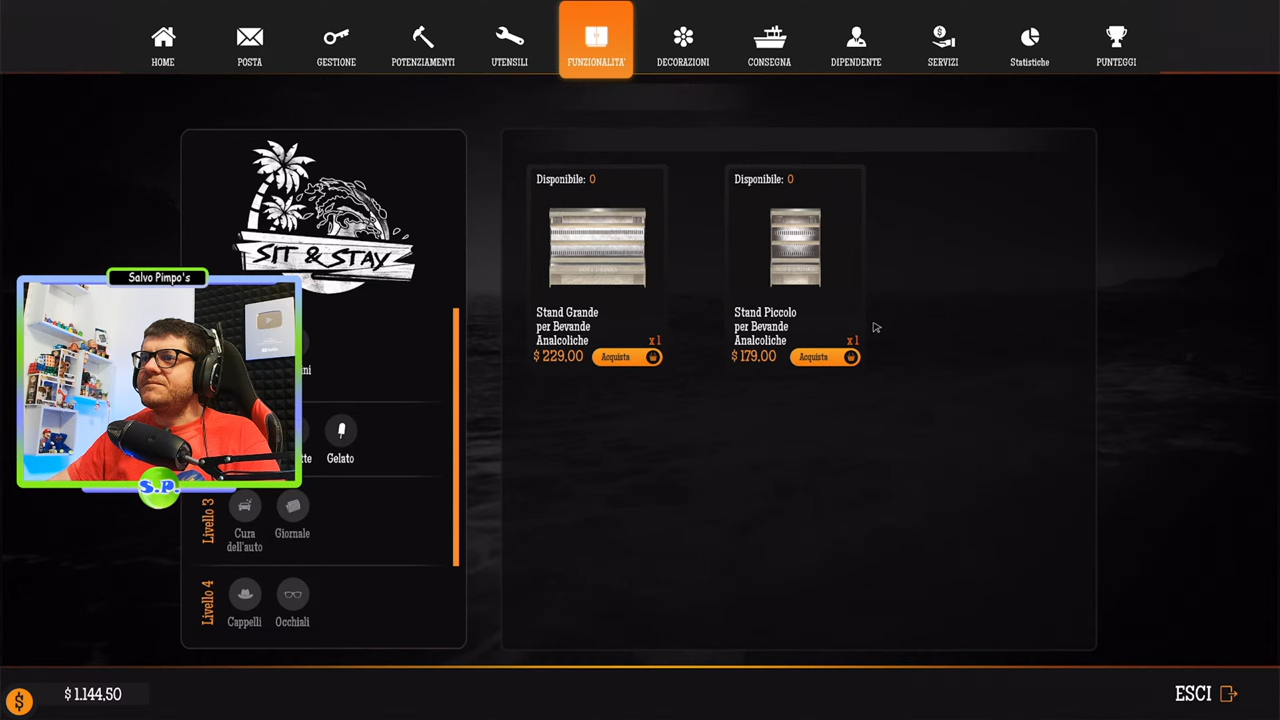 HOME
POSTA
GESTIONE
POTENZIAMENTI
UTENSILI
FUNZIONALITA'
DECORAZIONI
CONSEGNA
DIPENDENTE
SERVIZI
Statistiche
PUNTEGGI
SIT & STAY
Salvo Pimpo's
S.P.
Gelato
Livello 3
Cura
dell'auto
Giornale
Livello 4
Cappelli
Occhiali
Disponibile: 0
Stand Grande
per Bevande
Analcoliche
x1
$ 229,00
Acquista
Disponibile: 0
Stand Piccolo
per Bevande
Analcoliche
x1
$ 179,00
Acquista
$ 1.144,50
ESCI